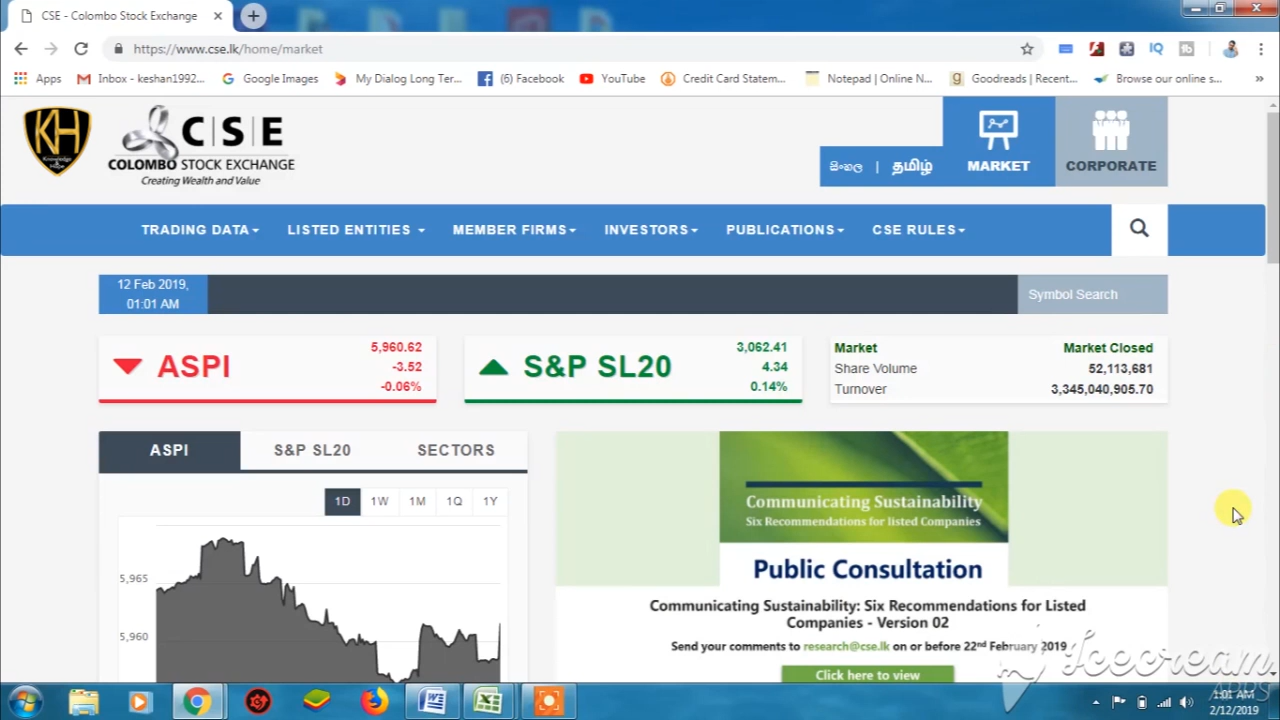 CSE - Colombo Stock Exchange
https://www.cse.lk/home/market
Apps
Inbox - keshan1992...
Google Images
My Dialog Long Ter...
(6) Facebook
YouTube
Credit Card Statem...
Notepad | Online N...
Goodreads | Recent...
Browse our online s...
KH
Knowledge
Hope
C|S|E
COLOMBO STOCK EXCHANGE
Creating Wealth and Value
සිංහල | தமிழ்
MARKET
CORPORATE
TRADING DATA
LISTED ENTITIES
MEMBER FIRMS
INVESTORS
PUBLICATIONS
CSE RULES
12 Feb 2019,
01:01 AM
Symbol Search
ASPI
5,960.62
-3.52
-0.06%
S&P SL20
3,062.41
4.34
0.14%
Market Market Closed
Share Volume 52,113,681
Turnover 3,345,040,905.70
ASPI S&P SL20 SECTORS
1D 1W 1M 1Q 1Y
5,965
5,960
Communicating Sustainability
Six Recommendations for listed Companies
Public Consultation
Communicating Sustainability: Six Recommendations for Listed
Companies - Version 02
Send your comments to research@cse.lk on or before 22nd February 2019
Click here to view
Icecream
APPS
1:01 AM
2/12/2019